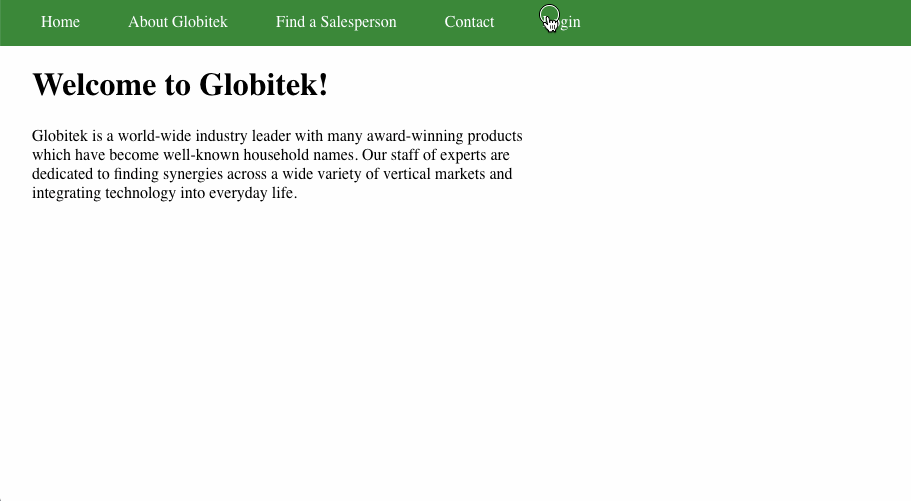 Home About Globitek Find a Salesperson Contact
Welcome to Globitek!
Globitek is a world-wide industry leader with many award-winning products
which have become well-known household names. Our staff of experts are
dedicated to finding synergies across a wide variety of vertical markets and
integrating technology into everyday life.